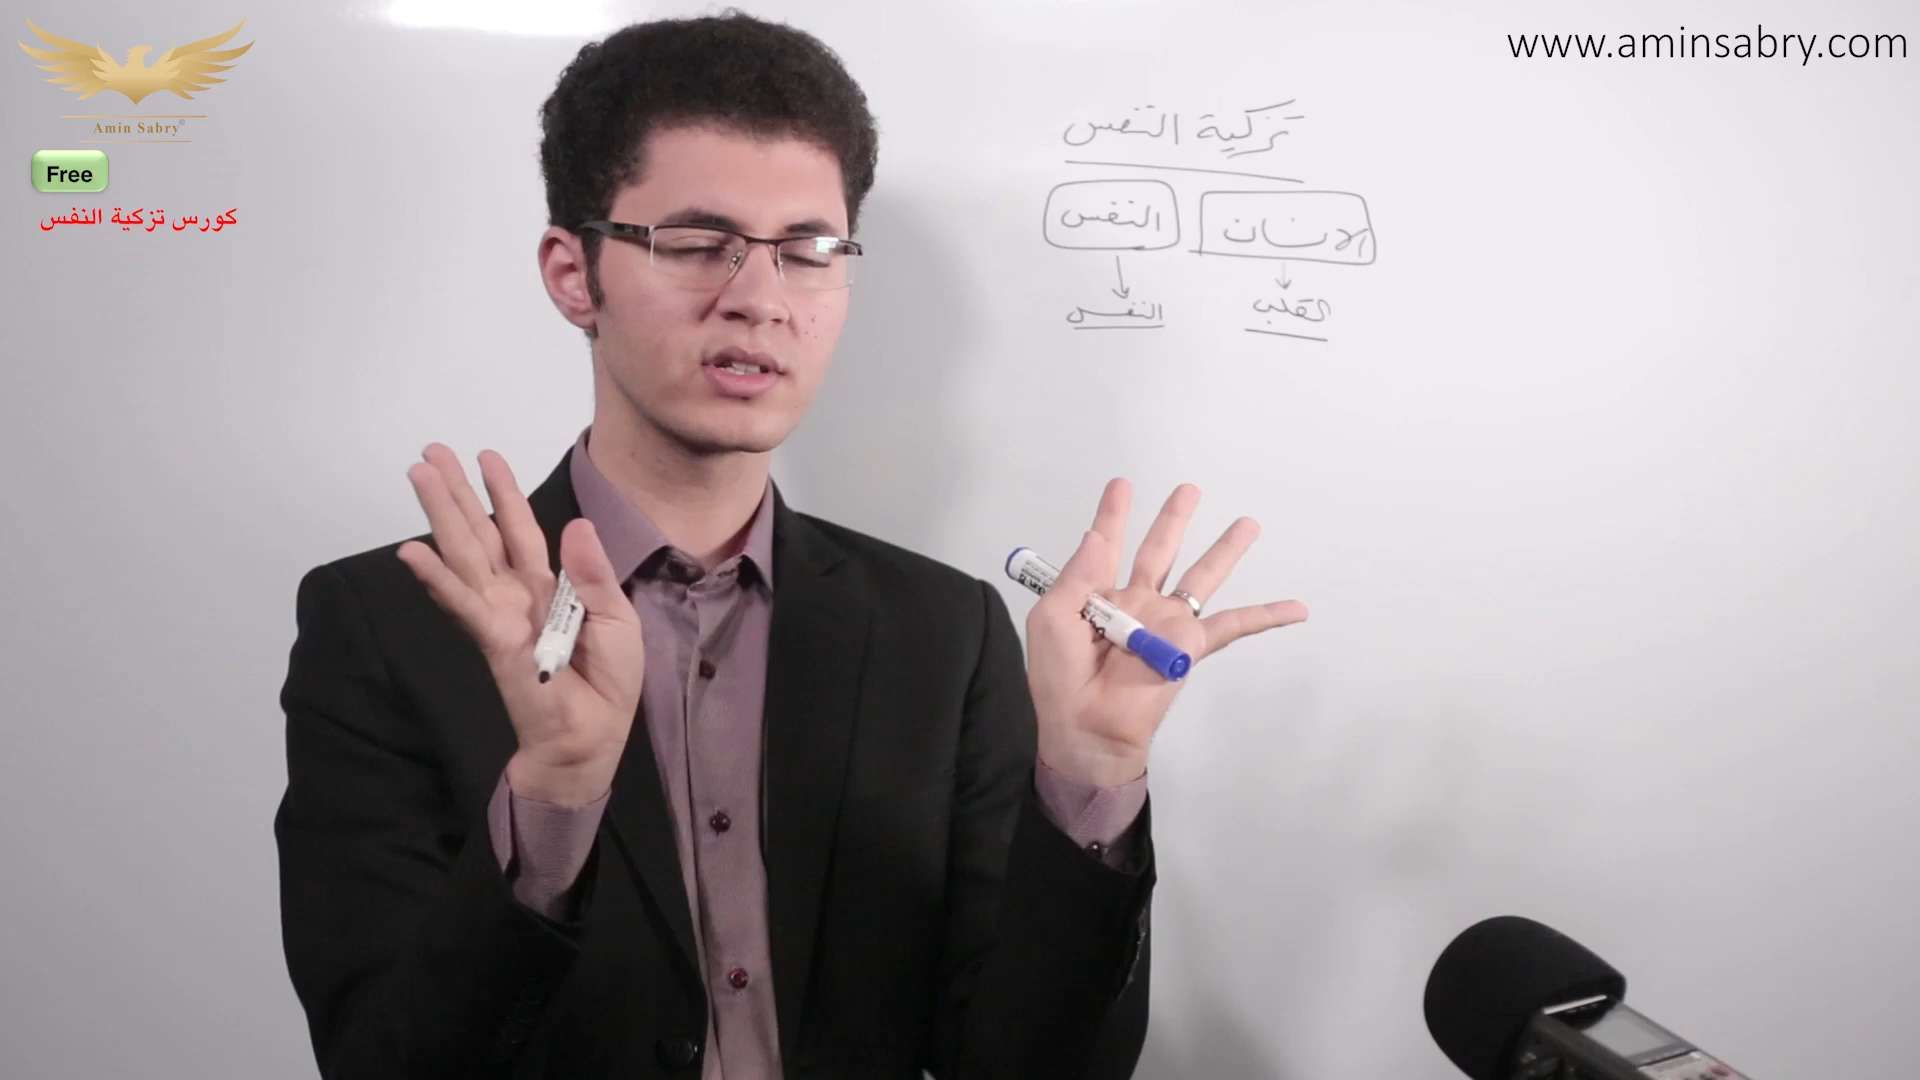 www.aminsabry.com
Amin Sabry©
Free
كورس تزكية النفس
تزكية النفس
الانسان النفس
القلب النفس